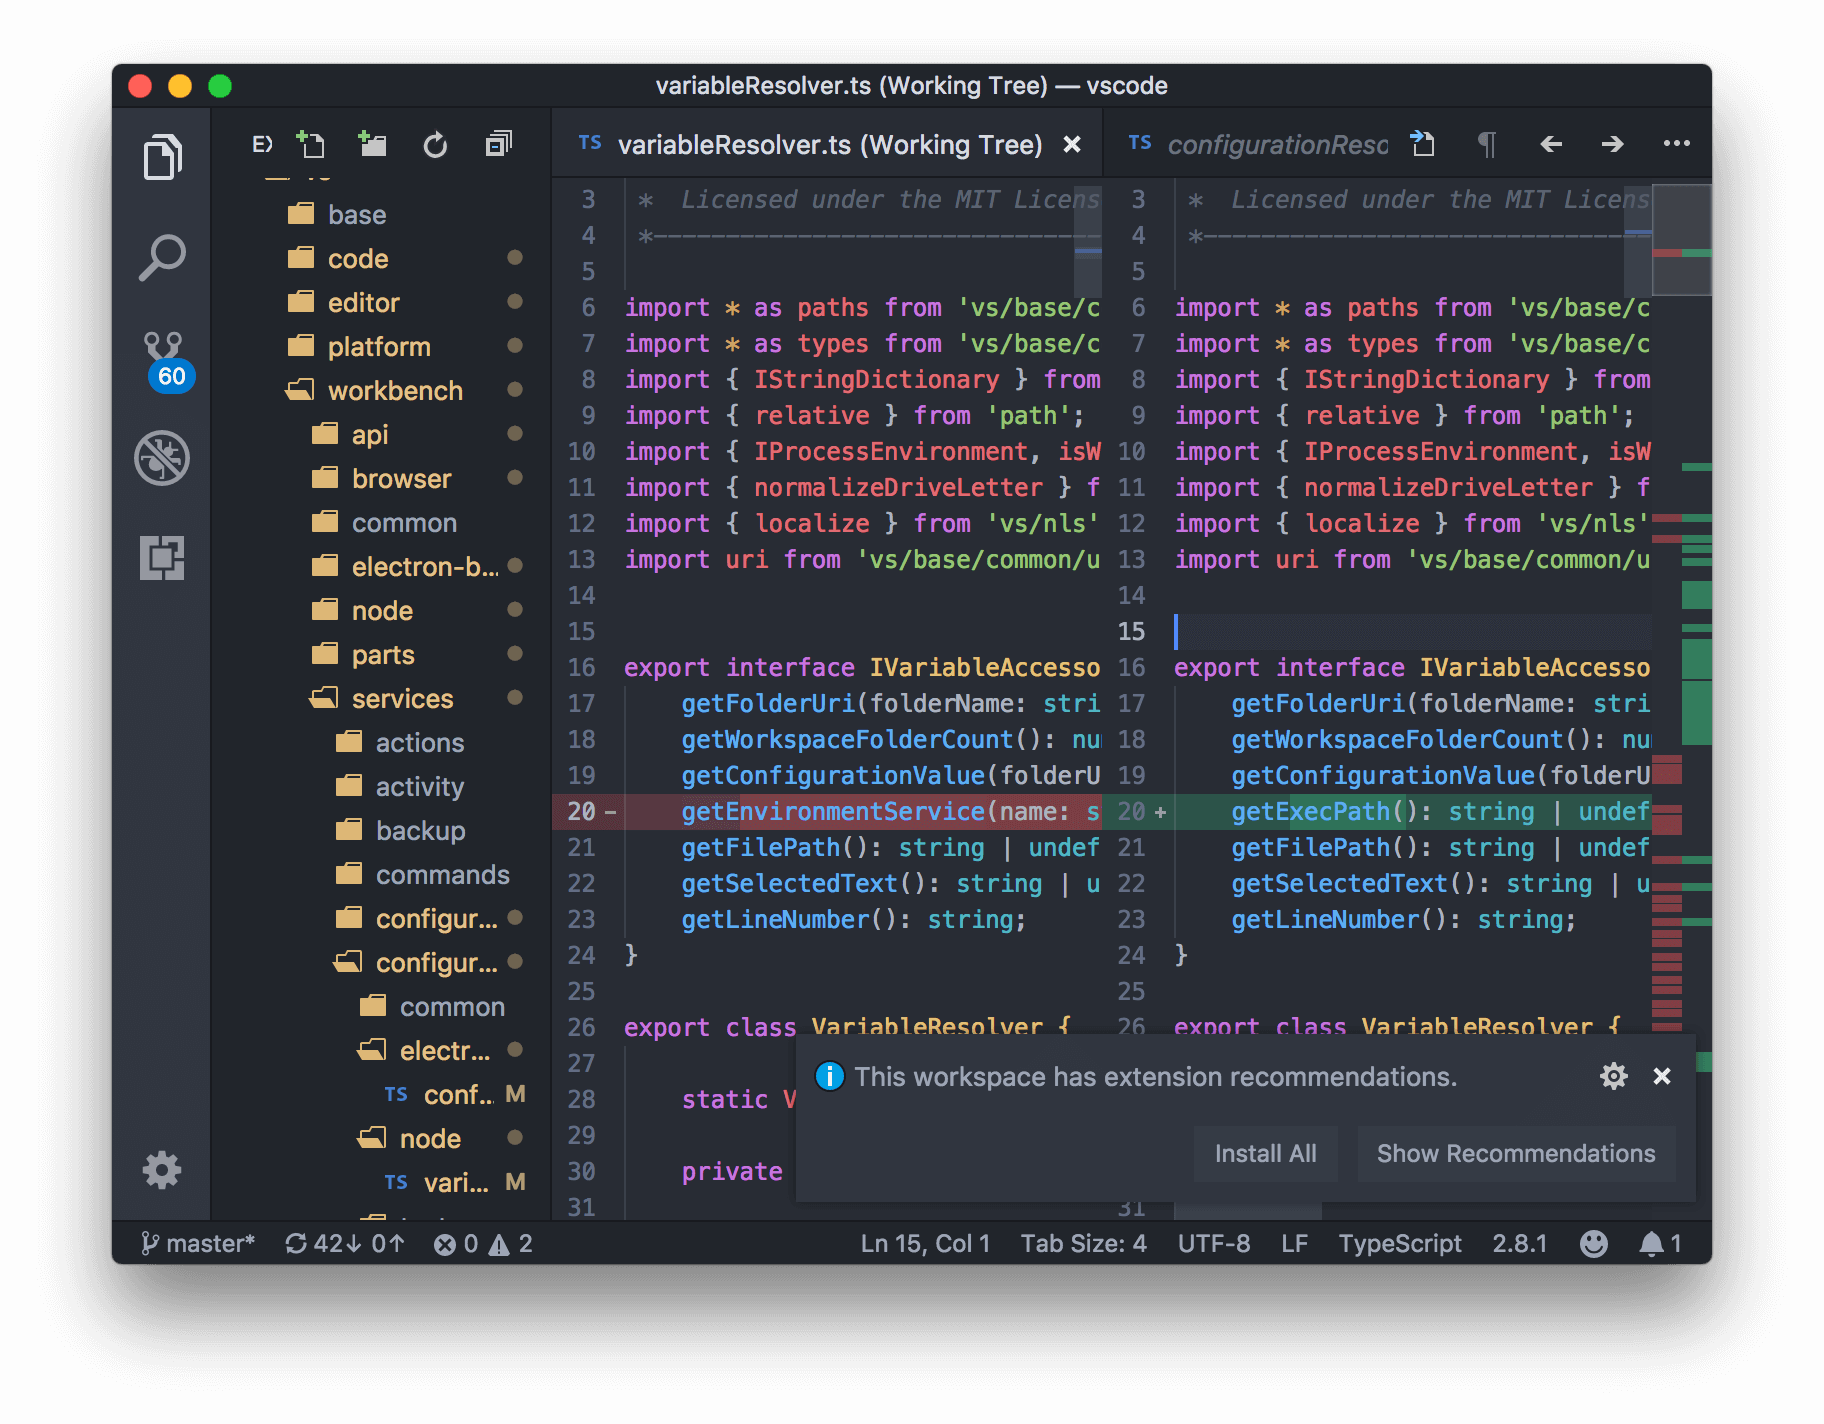 variableResolver.ts (Working Tree) — vscode
EX
TS variableResolver.ts (Working Tree) ×
TS configurationReso
60
base
code
editor
platform
workbench
api
browser
common
electron-b...
node
parts
services
actions
activity
backup
commands
configur...
configur...
common
electr...
TS conf... M
node
TS vari... M
3 * Licensed under the MIT Licens
4 *--------------------------------
5
6 import * as paths from 'vs/base/c
7 import * as types from 'vs/base/c
8 import { IStringDictionary } from
9 import { relative } from 'path';
10 import { IProcessEnvironment, isW
11 import { normalizeDriveLetter } f
12 import { localize } from 'vs/nls'
13 import uri from 'vs/base/common/u
14
15
16 export interface IVariableAccesso
17 getFolderUri(folderName: stri
18 getWorkspaceFolderCount(): nu
19 getConfigurationValue(folderU
20 - getEnvironmentService(name: s
21 getFilePath(): string | undef
22 getSelectedText(): string | u
23 getLineNumber(): string;
24 }
25
26 export class VariableResolver {
27
28 static V
29
30 private
31
3 * Licensed under the MIT Licens
4 *--------------------------------
5
6 import * as paths from 'vs/base/c
7 import * as types from 'vs/base/c
8 import { IStringDictionary } from
9 import { relative } from 'path';
10 import { IProcessEnvironment, isW
11 import { normalizeDriveLetter } f
12 import { localize } from 'vs/nls'
13 import uri from 'vs/base/common/u
14
15
16 export interface IVariableAccesso
17 getFolderUri(folderName: stri
18 getWorkspaceFolderCount(): nu
19 getConfigurationValue(folderU
20 + getExecPath(): string | undef
21 getFilePath(): string | undef
22 getSelectedText(): string | u
23 getLineNumber(): string;
24 }
25
26 export class VariableResolver {
31
This workspace has extension recommendations.
Install All
Show Recommendations
master* 42↓ 0↑ 0 2 Ln 15, Col 1 Tab Size: 4 UTF-8 LF TypeScript 2.8.1 1